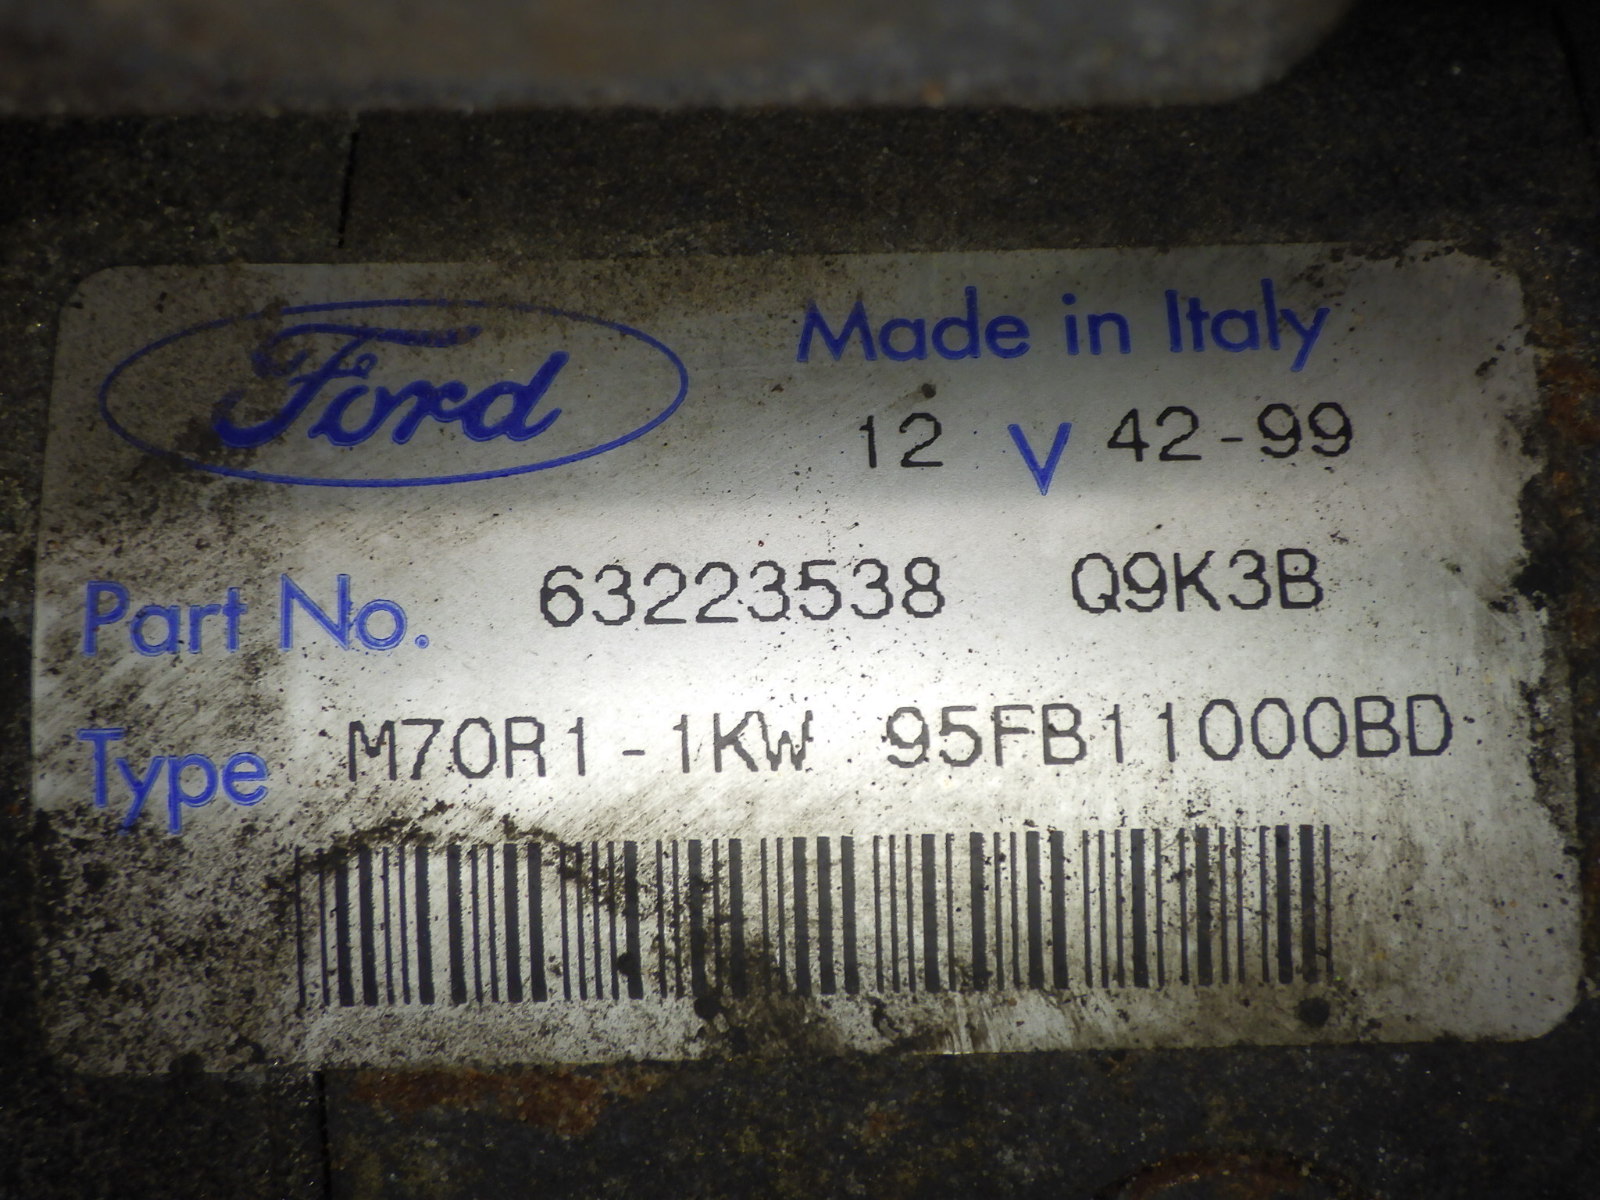 Ford
Made in Italy
12 V 42-99
Part No. 63223538 Q9K3B
Type M70R1-1KW 95FB11000BD